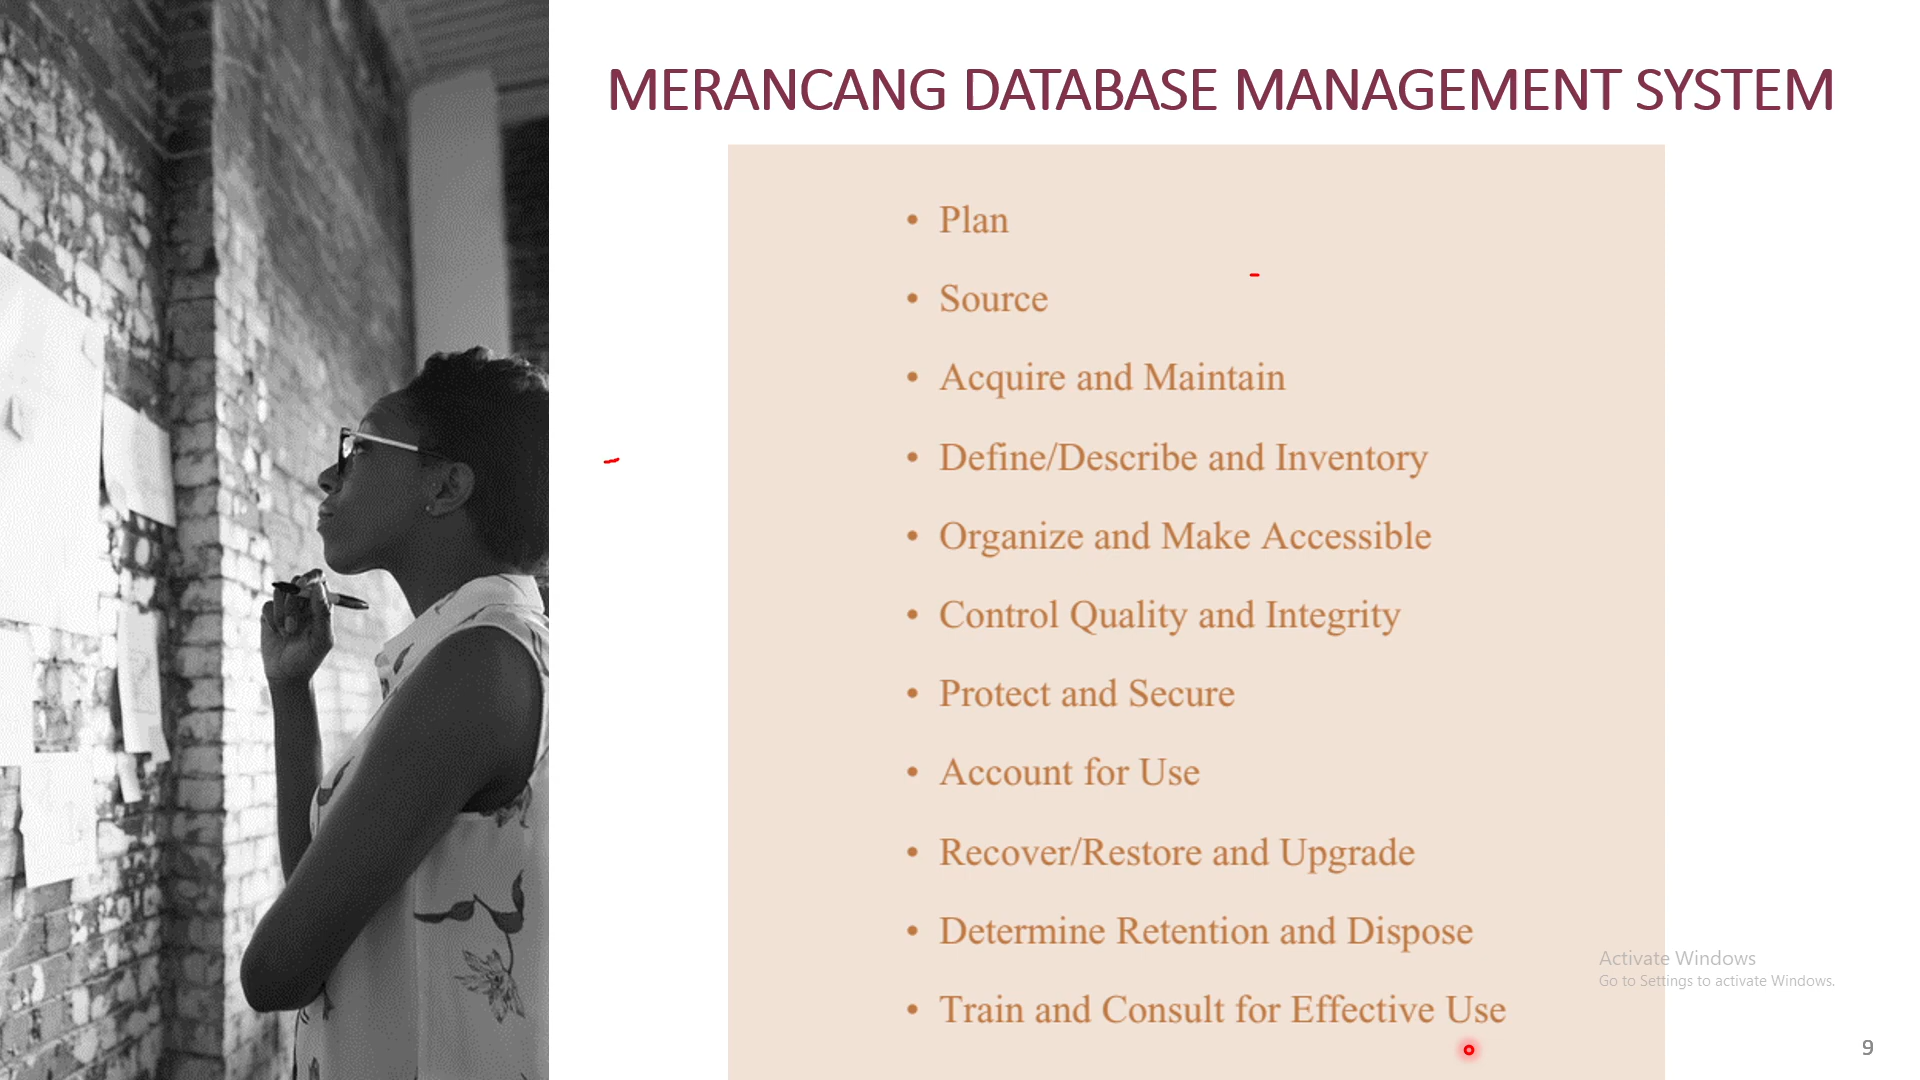 MERANCANG DATABASE MANAGEMENT SYSTEM
• Plan
• Source
• Acquire and Maintain
• Define/Describe and Inventory
• Organize and Make Accessible
• Control Quality and Integrity
• Protect and Secure
• Account for Use
• Recover/Restore and Upgrade
• Determine Retention and Dispose
• Train and Consult for Effective Use
Activate Windows
Go to Settings to activate Windows.
9